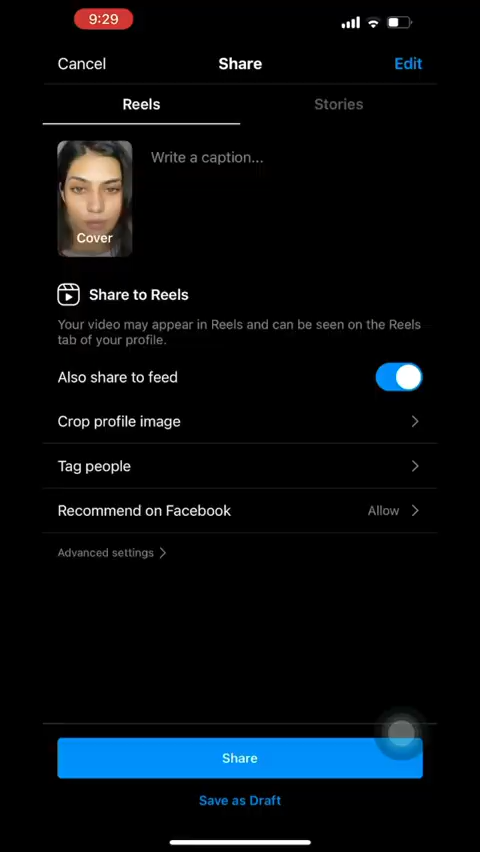 9:29
Cancel
Share
Edit
Reels
Stories
Write a caption...
Cover
Share to Reels
Your video may appear in Reels and can be seen on the Reels
tab of your profile.
Also share to feed
Crop profile image
Tag people
Recommend on Facebook
Allow
Advanced settings
Share
Save as Draft